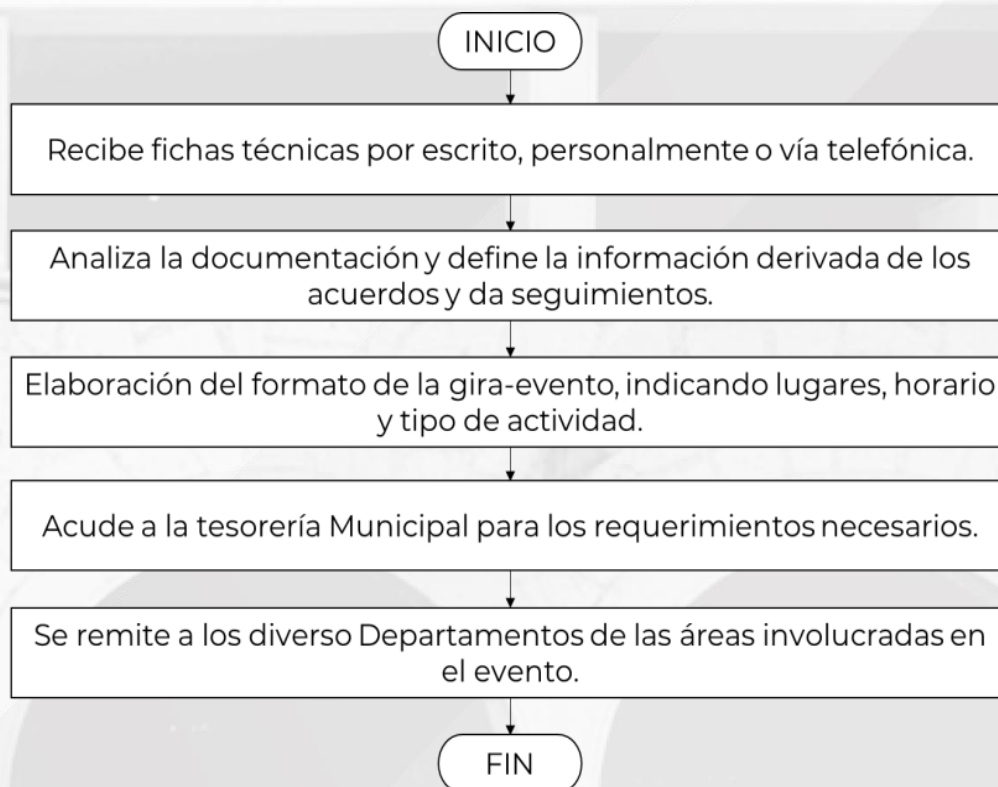 INICIO
Recibe fichas técnicas por escrito, personalmente o vía telefónica.
Analiza la documentación y define la información derivada de los
acuerdos y da seguimientos.
Elaboración del formato de la gira-evento, indicando lugares, horario
y tipo de actividad.
Acude a la tesorería Municipal para los requerimientos necesarios.
Se remite a los diverso Departamentos de las áreas involucradas en
el evento.
FIN